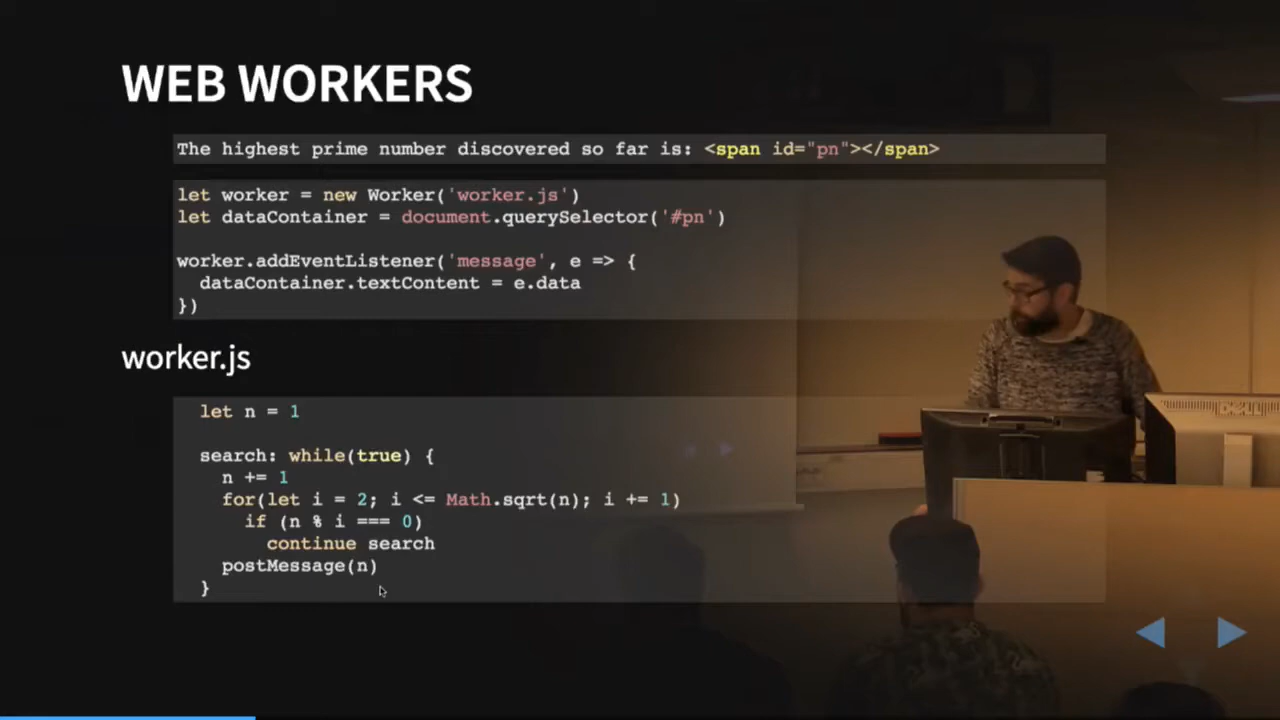 WEB WORKERS
The highest prime number discovered so far is: <span id="pn"></span>
let worker = new Worker('worker.js')
let dataContainer = document.querySelector('#pn')
worker.addEventListener('message', e => {
dataContainer.textContent = e.data
})
worker.js
let n = 1
search: while(true) {
n += 1
for(let i = 2; i <= Math.sqrt(n); i += 1)
if (n % i === 0)
continue search
postMessage(n)
}
DELL